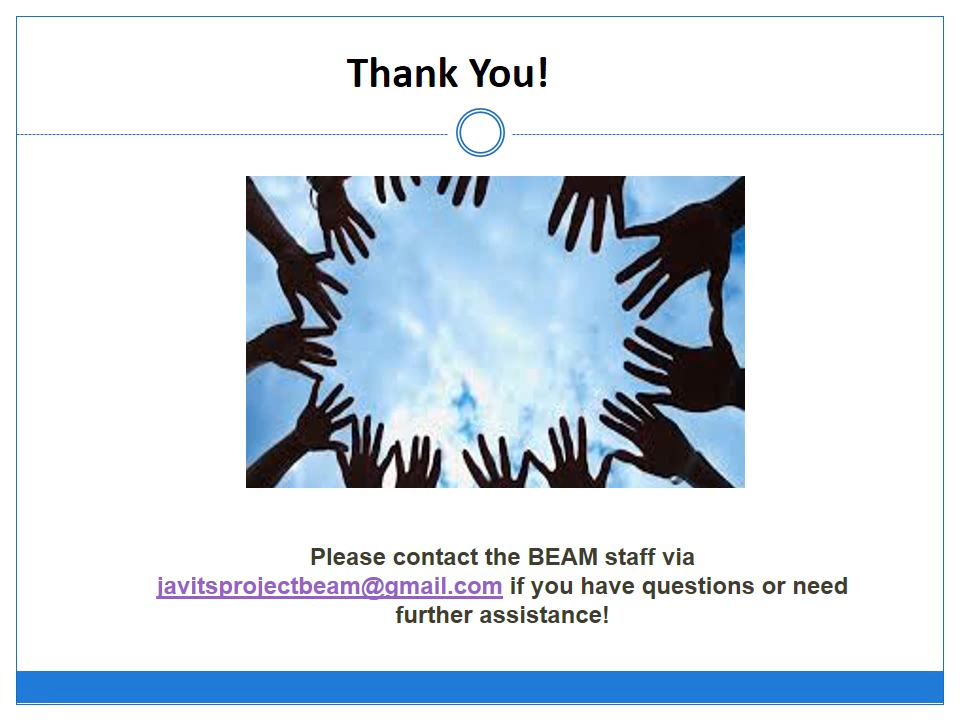 Thank You!
Please contact the BEAM staff via
javitsprojectbeam@gmail.com if you have questions or need
further assistance!